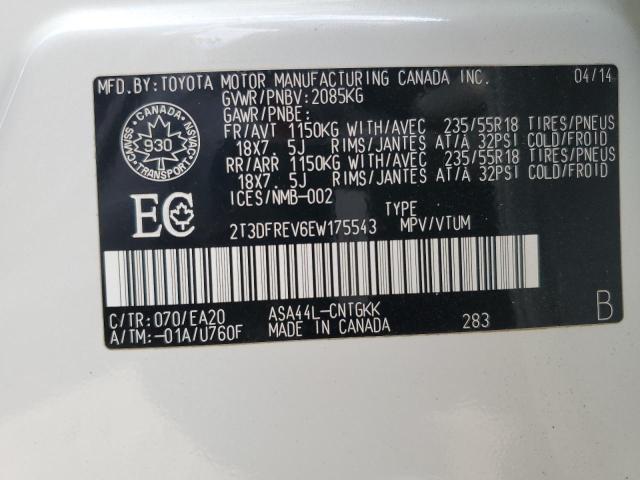 MFD.BY: TOYOTA MOTOR MANUFACTURING CANADA INC. 04/14
GVWR/PNBV: 2085KG
GAWR/PNBE:
FR/AVT 1150KG WITH/AVEC 235/55R18 TIRES/PNEUS
18X7. 5J RIMS/JANTES AT/À 32PSI COLD/FROID
RR/ARR 1150KG WITH/AVEC 235/55R18 TIRES/PNEUS
18X7. 5J RIMS/JANTES AT/À 32PSI COLD/FROID
ICES/NMB-002
CANADA
CMVSS 930 NSVAC
TRANSPORT
EC
TYPE
2T3DFREV6EW175543 MPV/VTUM
C/TR: 070/EA20 ASA44L-CNTGKK B
A/TM: -01A/U760F MADE IN CANADA 283